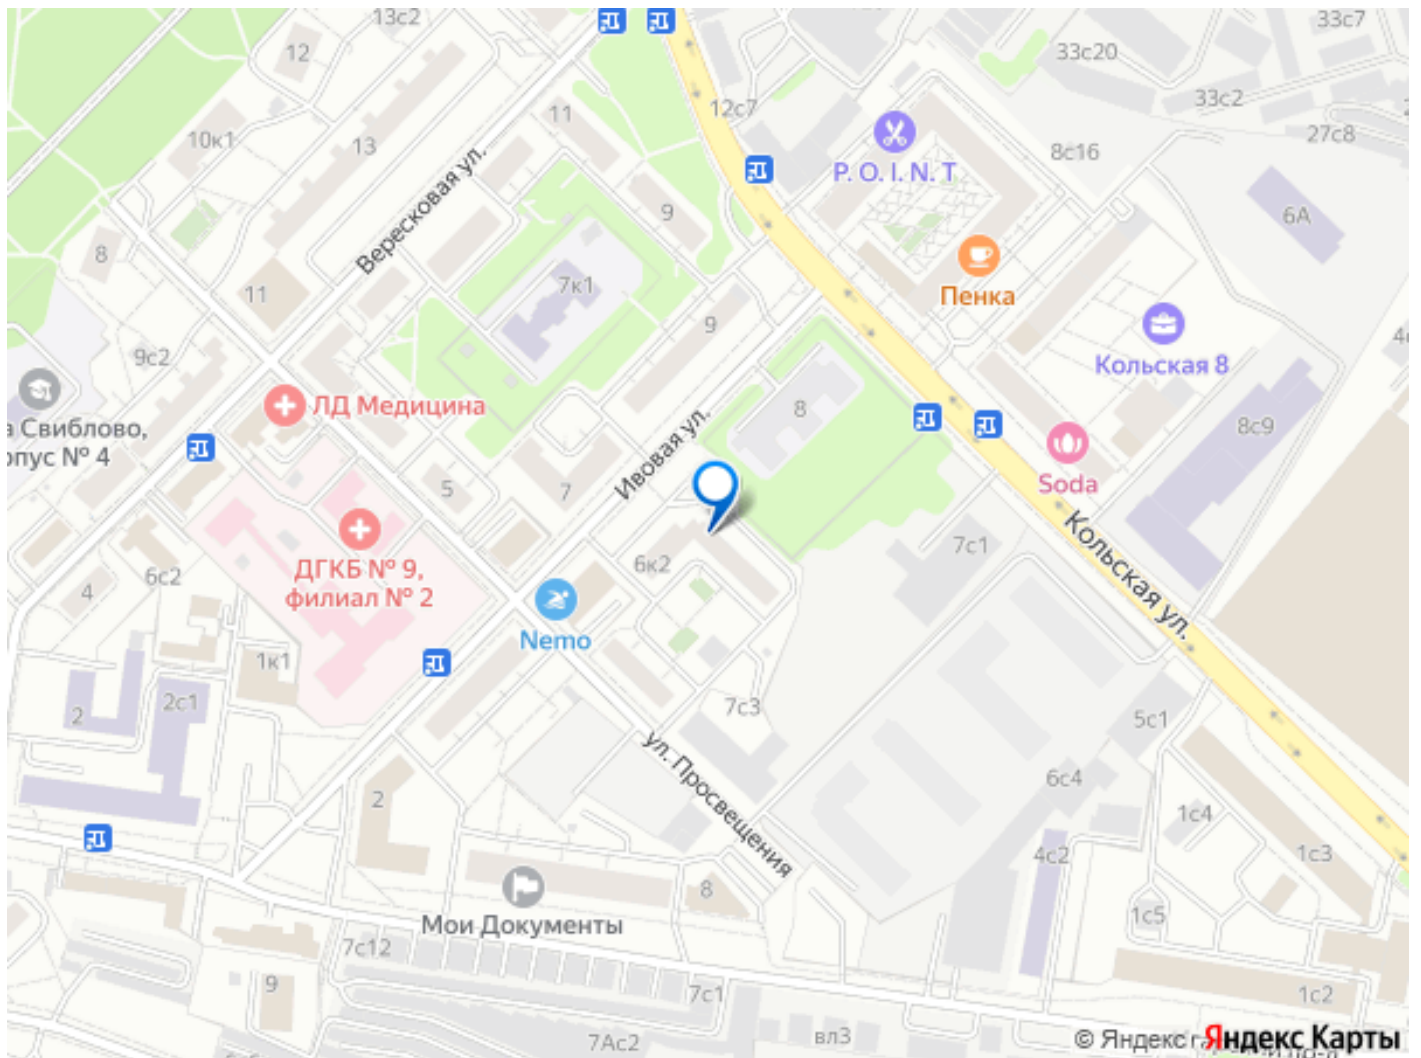 13с2
33с7
12
33с20
12с7
11
33с2
10к1
13
27с8
P. O. I. N. T
8с16
Вересковая ул.
9
6А
8
7к1
11
Пенка
9
9с2
Кольская 8
ЛД Медицина
8
а Свиблово,
рпус № 4
Ивовая ул.
8с9
5
7
Soda
Кольская ул.
7с1
6к2
ДГКБ № 9,
филиал № 2
6с2
4
Nemo
1к1
2с1
2
7с3
5с1
ул. Просвещения
6с4
2
1с4
4с2
1с3
8
Мои Документы
1с5
7с12
9
7с1
1с2
7Ас2
вл3
© Яндекс
Яндекс Карты